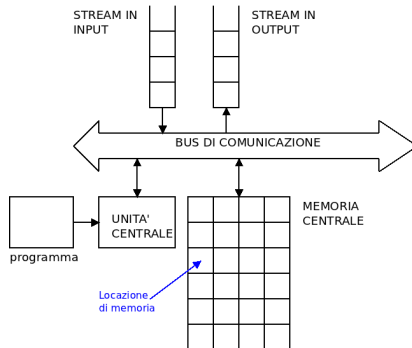 STREAM IN
INPUT
STREAM IN
OUTPUT
BUS DI COMUNICAZIONE
UNITA'
CENTRALE
MEMORIA
CENTRALE
programma
Locazione
di memoria